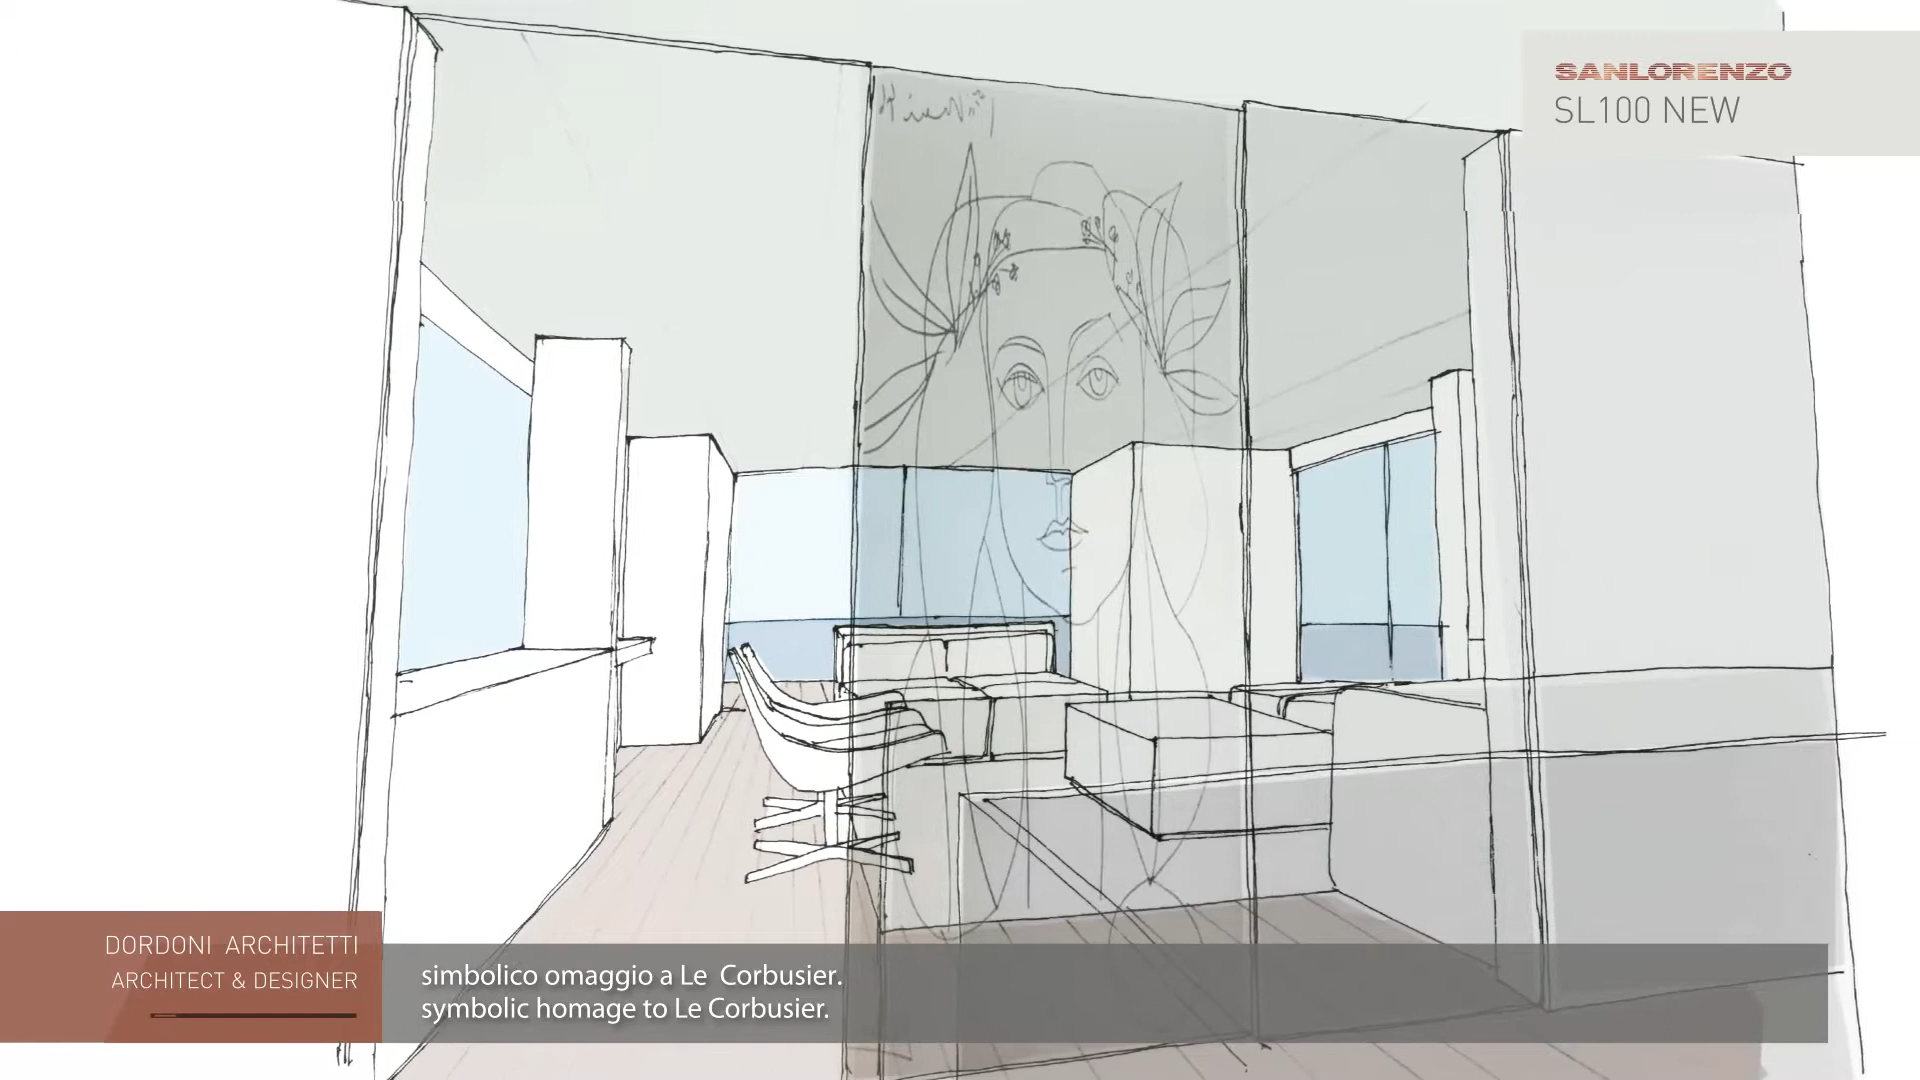 SANLORENZO
SL100 NEW
DORDONI ARCHITETTI
ARCHITECT & DESIGNER
simbolico omaggio a Le Corbusier.
symbolic homage to Le Corbusier.